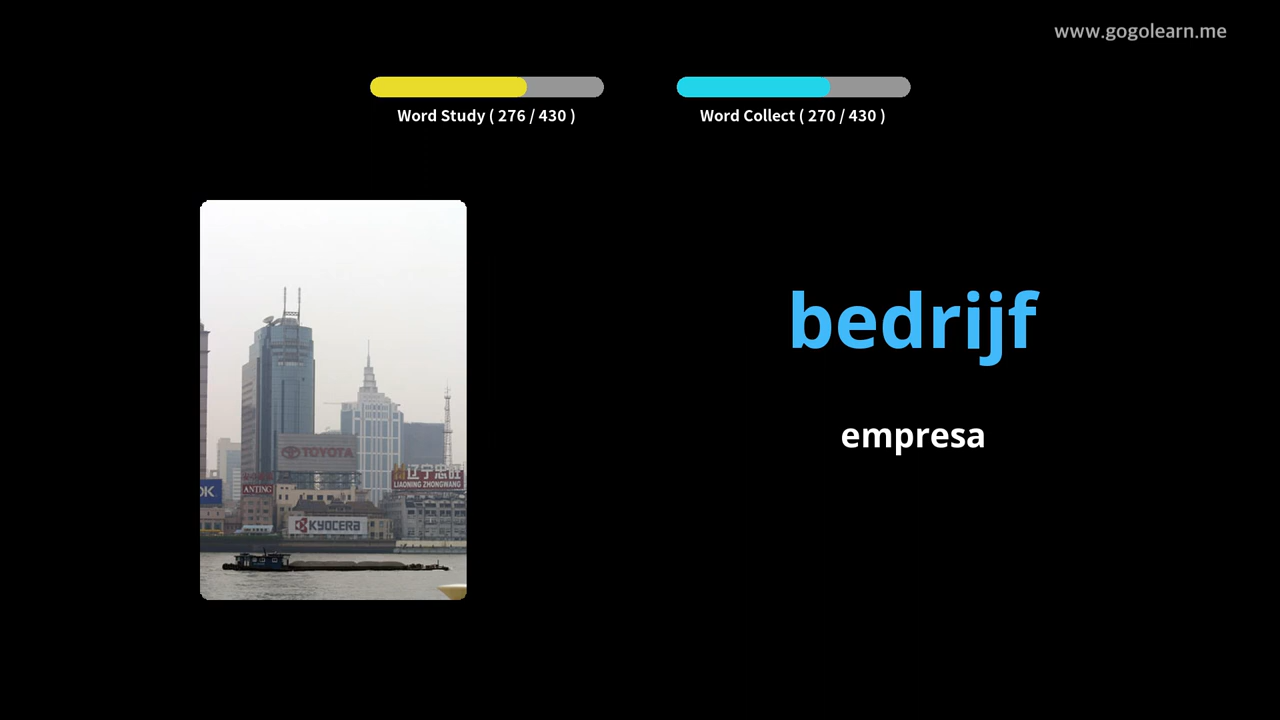 www.gogolearn.me
Word Study ( 276 / 430 )
Word Collect ( 270 / 430 )
bedrijf
empresa
TOYOTA
辽宁忠旺
LIAONING ZHONGWANG
OK
ANTING
KYOCERA